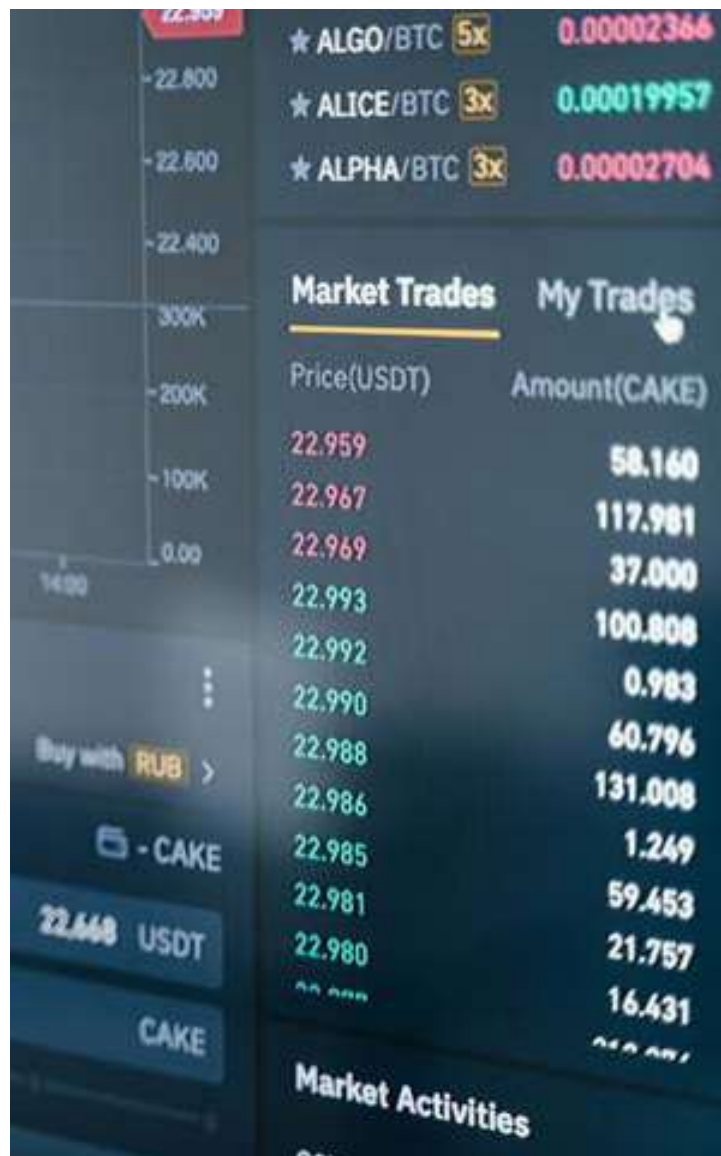 22.800
22.600
22.400
300K
200K
100K
0.00
14:00
Buy with RUB >
- CAKE
22.668 USDT
CAKE
ALGO/BTC 5x 0.00002366
ALICE/BTC 3x 0.00019957
ALPHA/BTC 3x 0.00002704
Market Trades My Trades
Price(USDT) Amount(CAKE)
22.959 58.160
22.967 117.981
22.969 37.000
22.993 100.808
22.992 0.983
22.990 60.796
22.988 131.008
22.986 1.249
22.985 59.453
22.981 21.757
22.980 16.431
Market Activities